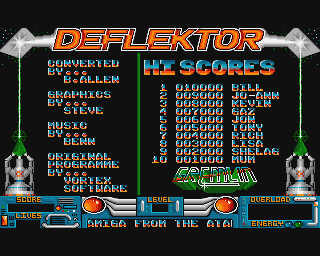 DEFLEKTOR
CONVERTED
BY...
B.ALLEN
GRAPHICS
BY...
STEVE
MUSIC
BY...
BENN
ORIGINAL
PROGRAMME
BY...
VORTEX
SOFTWARE
HI SCORES
1 010000 BILL
2 009000 JO-ANN
3 008000 KEVIN
4 007000 GAZ
5 006000 JON
6 005000 TONY
7 004000 RICH
8 003000 LISA
9 002000 SHELAG
10 001000 MUM
GREMLIN
SCORE
LIVES
LEVEL
OVERLOAD
ENERGY
AMIGA FROM THE ATA